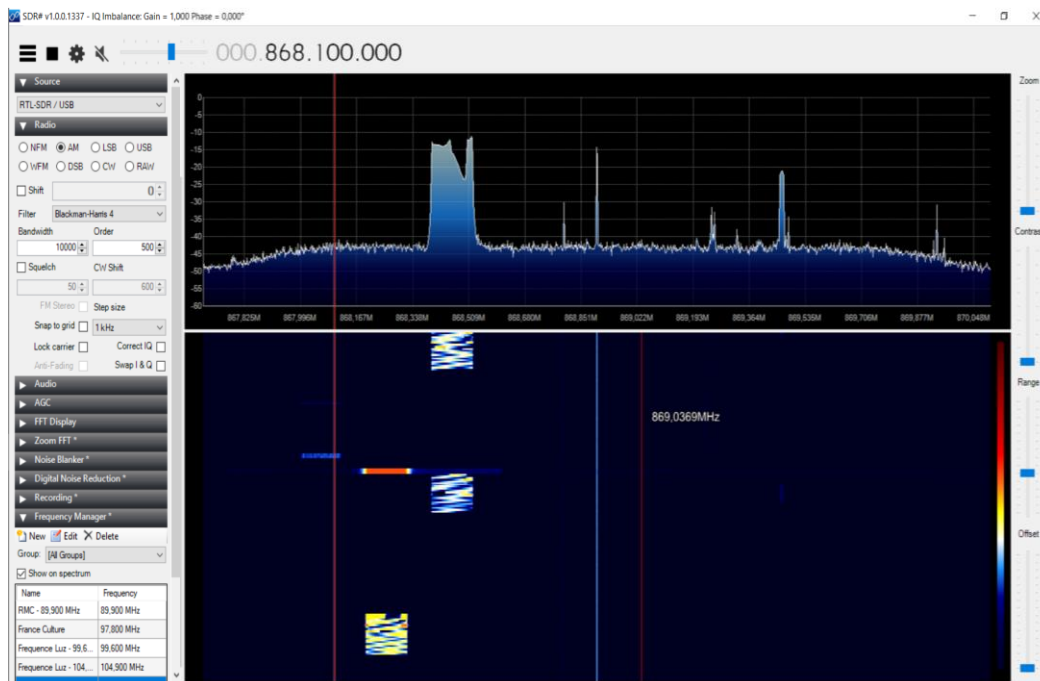 SDR# v1.0.0.1337 - IQ Imbalance: Gain = 1,000 Phase = 0,000°
000.868.100.000
Source
RTL-SDR / USB
Radio
NFM AM LSB USB
WFM DSB CW RAW
Shift 0
Filter Blackman-Harris 4
Bandwidth Order
10000 500
Squelch CW Shift
50 600
FM Stereo Step size
Snap to grid 1 kHz
Lock carrier Correct IQ
Anti-Fading Swap I & Q
Audio
AGC
FFT Display
Zoom FFT *
Noise Blanker *
Digital Noise Reduction *
Recording *
Frequency Manager *
New Edit Delete
Group: [All Groups]
Show on spectrum
Name Frequency
RMC - 89,900 MHz 89,900 MHz
France Culture 97,800 MHz
Frequence Luz - 99,6... 99,600 MHz
Frequence Luz - 104,... 104,900 MHz
0
-5
-10
-15
-20
-25
-30
-35
-40
-45
-50
-55
-60
867,825M 867,996M 868,167M 868,338M 868,509M 868,680M 868,851M 869,022M 869,193M 869,364M 869,535M 869,706M 869,877M 870,048M
869,0369MHz
Zoom
Contras
Range
Offset